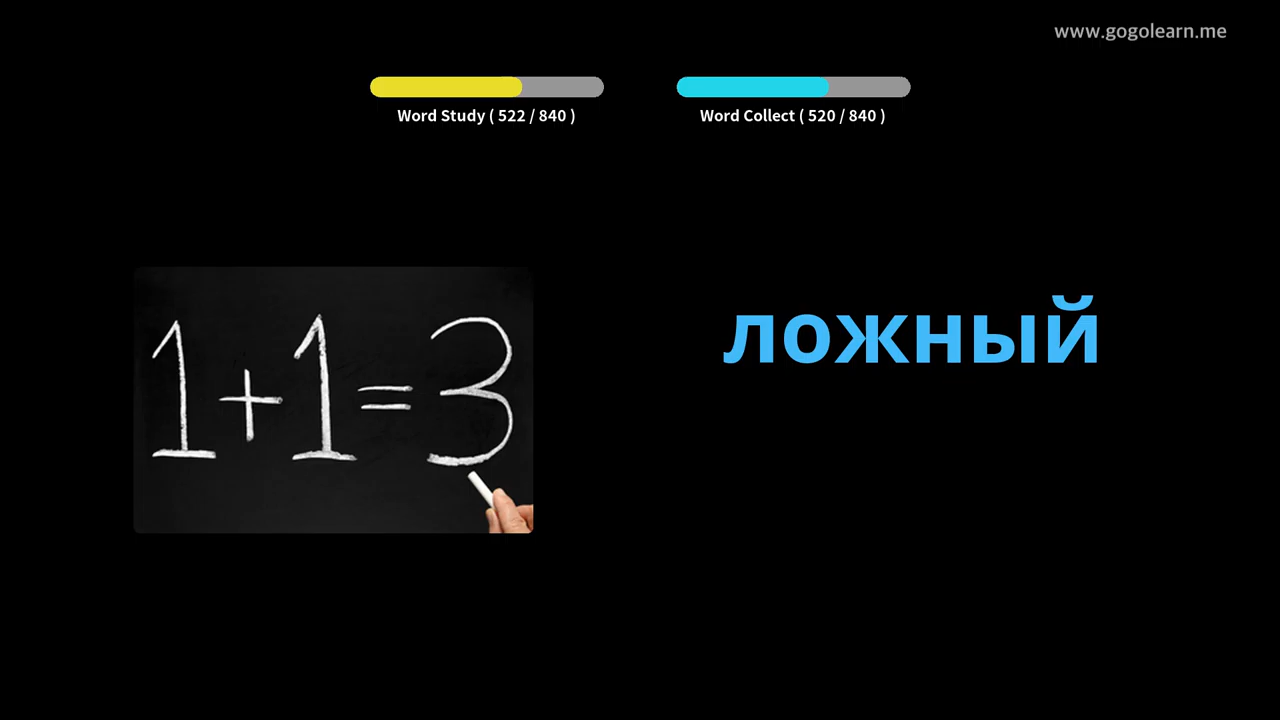 www.gogolearn.me
Word Study ( 522 / 840 )
Word Collect ( 520 / 840 )
1+1=3
ложный